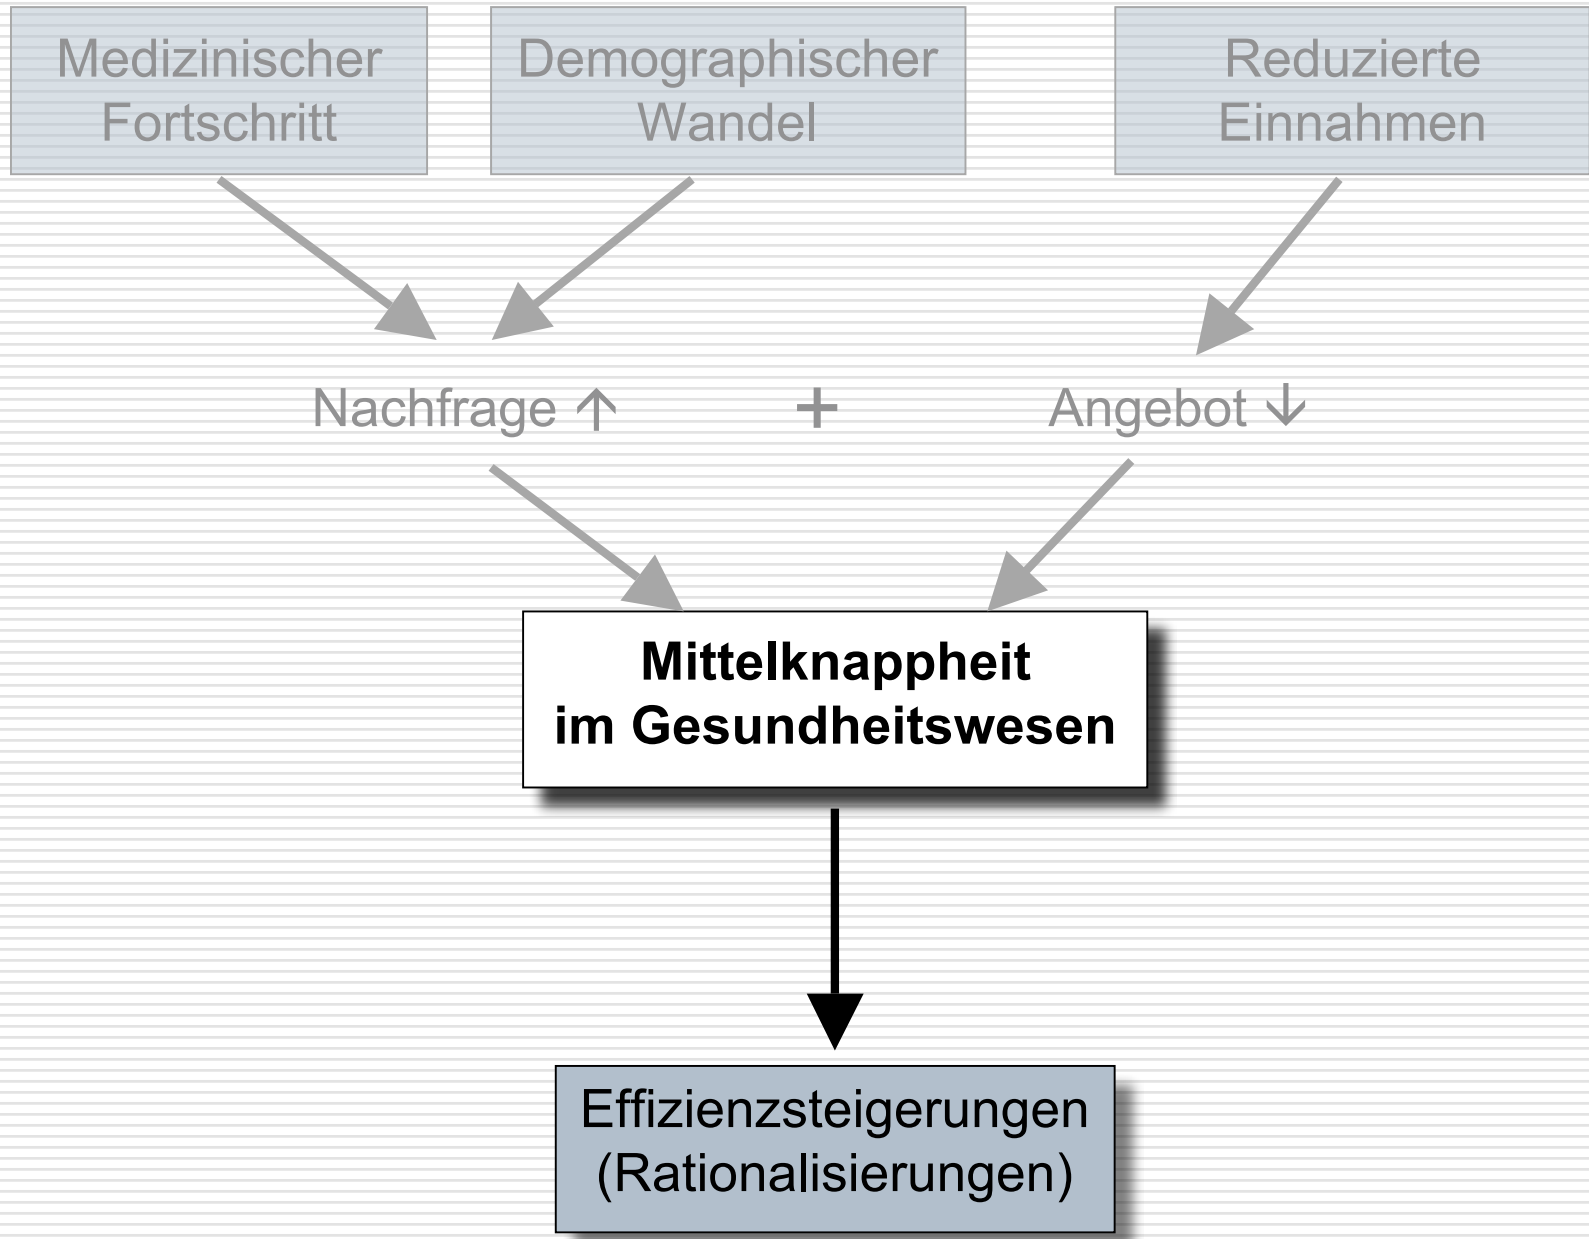 Medizinischer
Fortschritt
Demographischer
Wandel
Reduzierte
Einnahmen
Nachfrage ↑ + Angebot ↓
Mittelknappheit
im Gesundheitswesen
Effizienzsteigerungen
(Rationalisierungen)